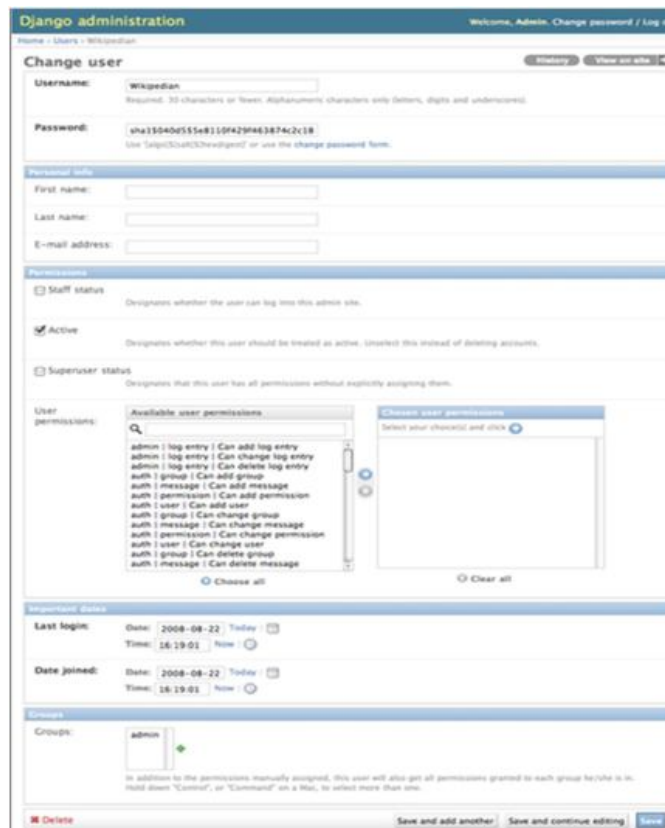 Django administration
Welcome, Admin. Change password / Log
Home › Users › Wikipedian
Change user
History
View on site
Username:
Wikipedian
Required. 30 characters or fewer. Alphanumeric characters only (letters, digits and underscores).
Password:
Use '[algo]$[salt]$[hexdigest]' or use the change password form.
Personal info
First name:
Last name:
E-mail address:
Permissions
Staff status
Designates whether the user can log into this admin site.
Active
Designates whether this user should be treated as active. Unselect this instead of deleting accounts.
Superuser status
Designates that this user has all permissions without explicitly assigning them.
User permissions:
Available user permissions
Chosen user permissions
Select your choice(s) and click
admin | log entry | Can add log entry
admin | log entry | Can change log entry
admin | log entry | Can delete log entry
auth | group | Can add group
auth | message | Can add message
auth | permission | Can add permission
auth | user | Can add user
auth | group | Can change group
auth | message | Can change message
auth | permission | Can change permission
auth | user | Can change user
auth | group | Can delete group
auth | message | Can delete message
Choose all
Clear all
Important dates
Last login:
Date: 2008-08-22 Today |
Time: 16:19:01 Now |
Date joined:
Date: 2008-08-22 Today |
Time: 16:19:01 Now |
Groups
Groups:
admin
In addition to the permissions manually assigned, this user will also get all permissions granted to each group he/she is in.
Hold down "Control", or "Command" on a Mac, to select more than one.
Delete
Save and add another
Save and continue editing
Save